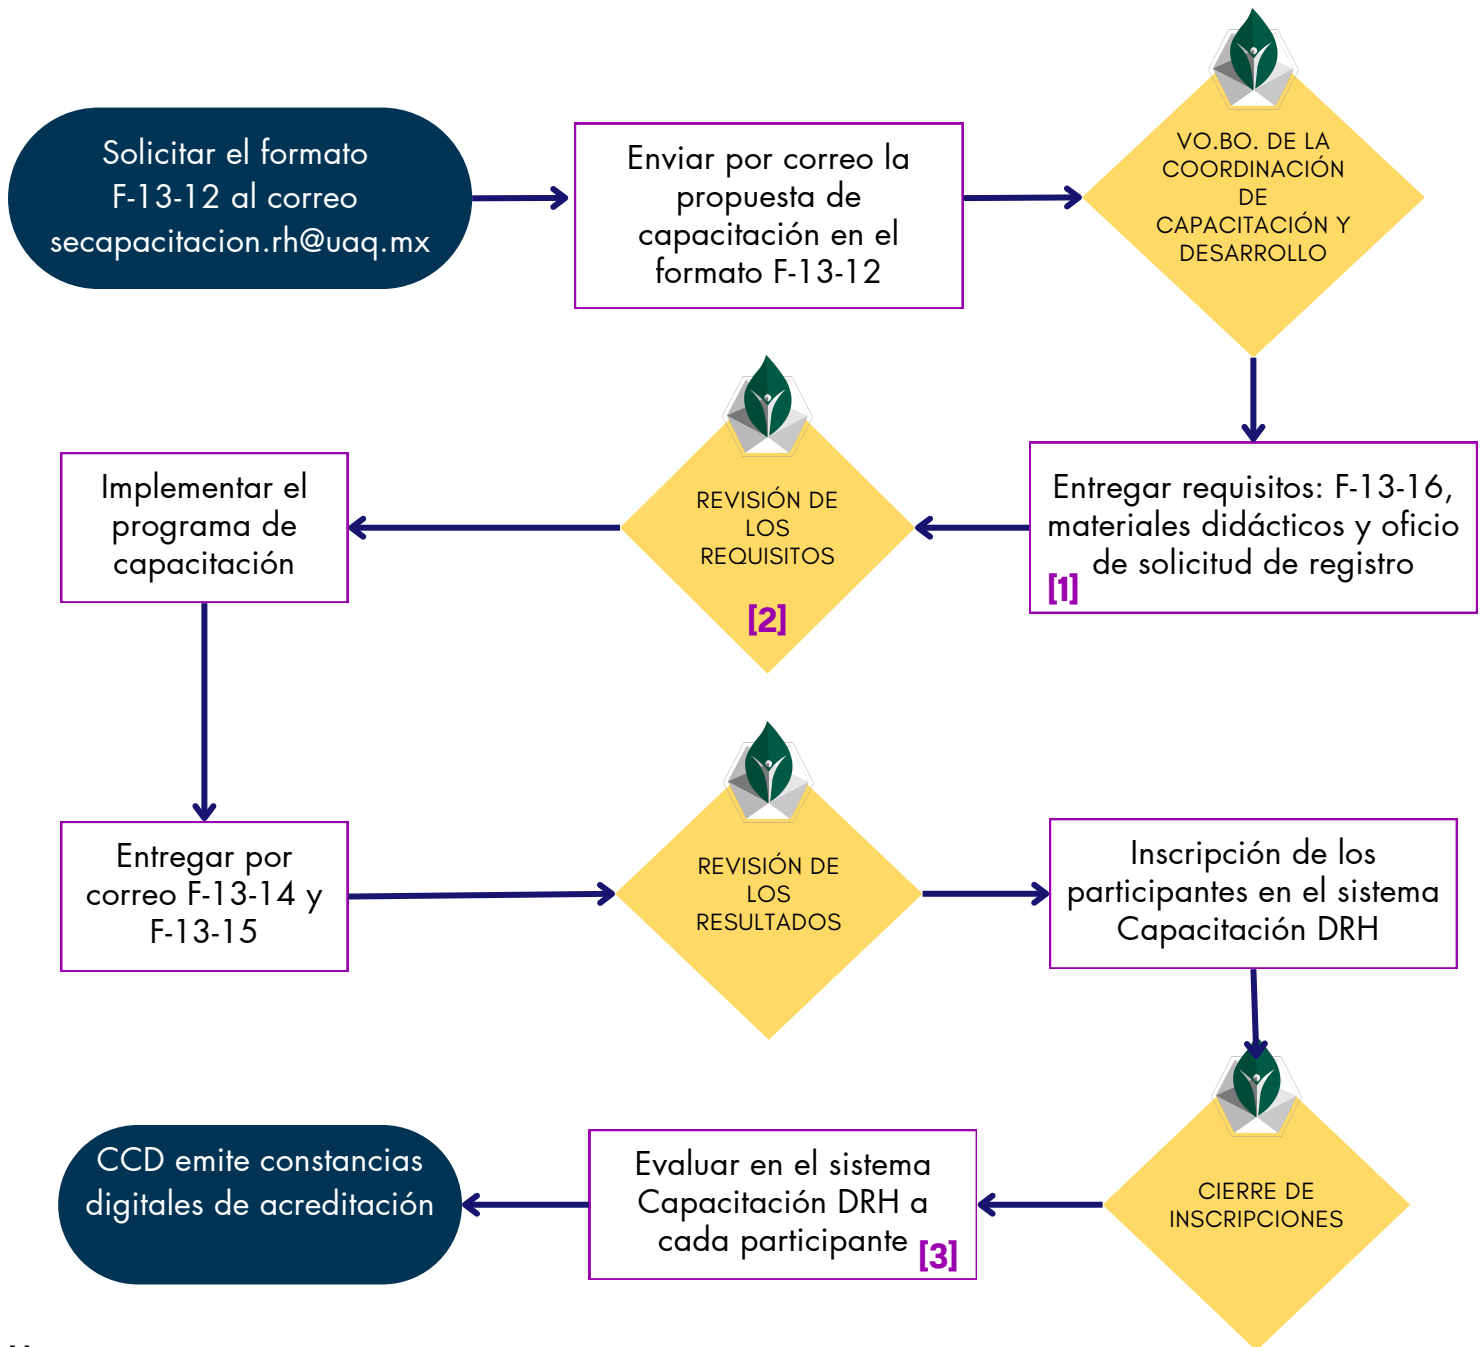 Solicitar el formato
F-13-12 al correo
secapacitacion.rh@uaq.mx
Enviar por correo la
propuesta de
capacitación en el
formato F-13-12
VO.BO. DE LA
COORDINACIÓN
DE
CAPACITACIÓN Y
DESARROLLO
Entregar requisitos: F-13-16,
materiales didácticos y oficio
de solicitud de registro
[1]
REVISIÓN DE
LOS
REQUISITOS
[2]
Implementar el
programa de
capacitación
Entregar por
correo F-13-14 y
F-13-15
REVISIÓN DE
LOS
RESULTADOS
Inscripción de los
participantes en el sistema
Capacitación DRH
CIERRE DE
INSCRIPCIONES
Evaluar en el sistema
Capacitación DRH a
cada participante
[3]
CCD emite constancias
digitales de acreditación